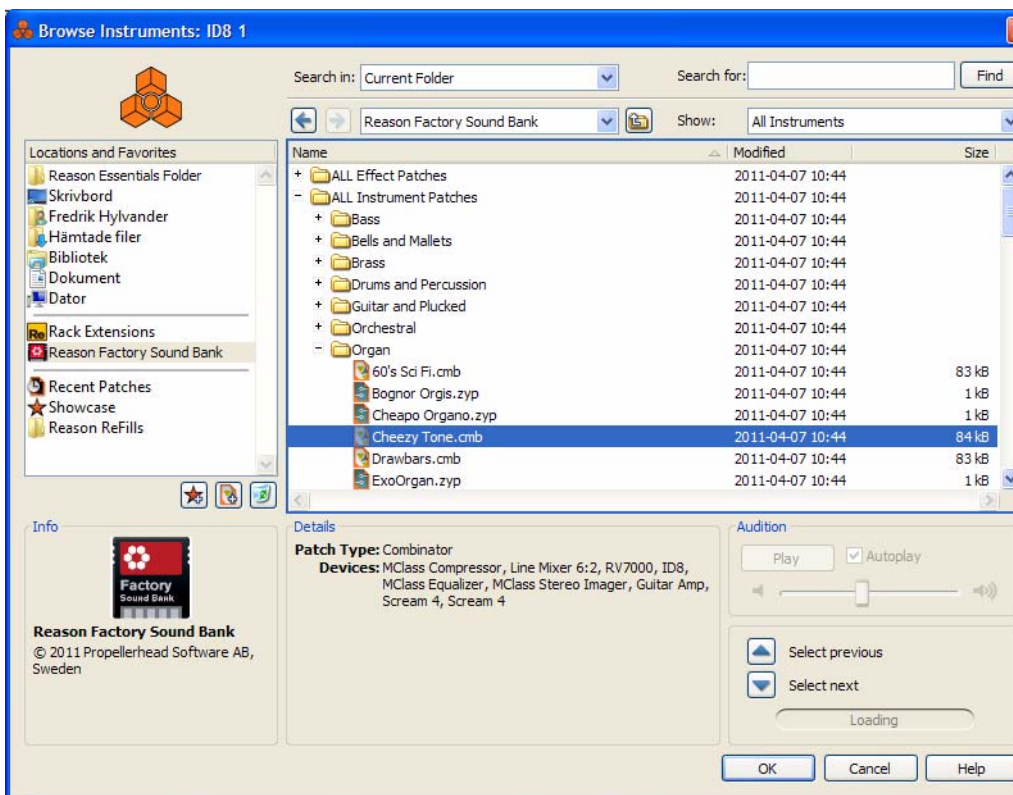 Browse Instruments: ID8 1
Search in: Current Folder Search for: Find
Reason Factory Sound Bank Show: All Instruments
Locations and Favorites
Reason Essentials Folder
Skrivbord
Fredrik Hylvander
Hämtade filer
Bibliotek
Dokument
Dator
Re Rack Extensions
Reason Factory Sound Bank
Recent Patches
Showcase
Reason ReFills
Name Modified Size
ALL Effect Patches 2011-04-07 10:44
ALL Instrument Patches 2011-04-07 10:44
Bass 2011-04-07 10:44
Bells and Mallets 2011-04-07 10:44
Brass 2011-04-07 10:44
Drums and Percussion 2011-04-07 10:44
Guitar and Plucked 2011-04-07 10:44
Orchestral 2011-04-07 10:44
Organ 2011-04-07 10:44
60's Sci Fi.cmb 2011-04-07 10:44 83 kB
Bognor Orgis.zyp 2011-04-07 10:44 1 kB
Cheapo Organo.zyp 2011-04-07 10:44 1 kB
Cheezy Tone.cmb 2011-04-07 10:44 84 kB
Drawbars.cmb 2011-04-07 10:44 83 kB
ExoOrgan.zyp 2011-04-07 10:44 1 kB
Info
Factory
Sound Bank
Reason Factory Sound Bank
© 2011 Propellerhead Software AB,
Sweden
Details
Patch Type: Combinator
Devices: MClass Compressor, Line Mixer 6:2, RV7000, ID8,
MClass Equalizer, MClass Stereo Imager, Guitar Amp,
Scream 4, Scream 4
Audition
Play Autoplay
Select previous
Select next
Loading
OK Cancel Help